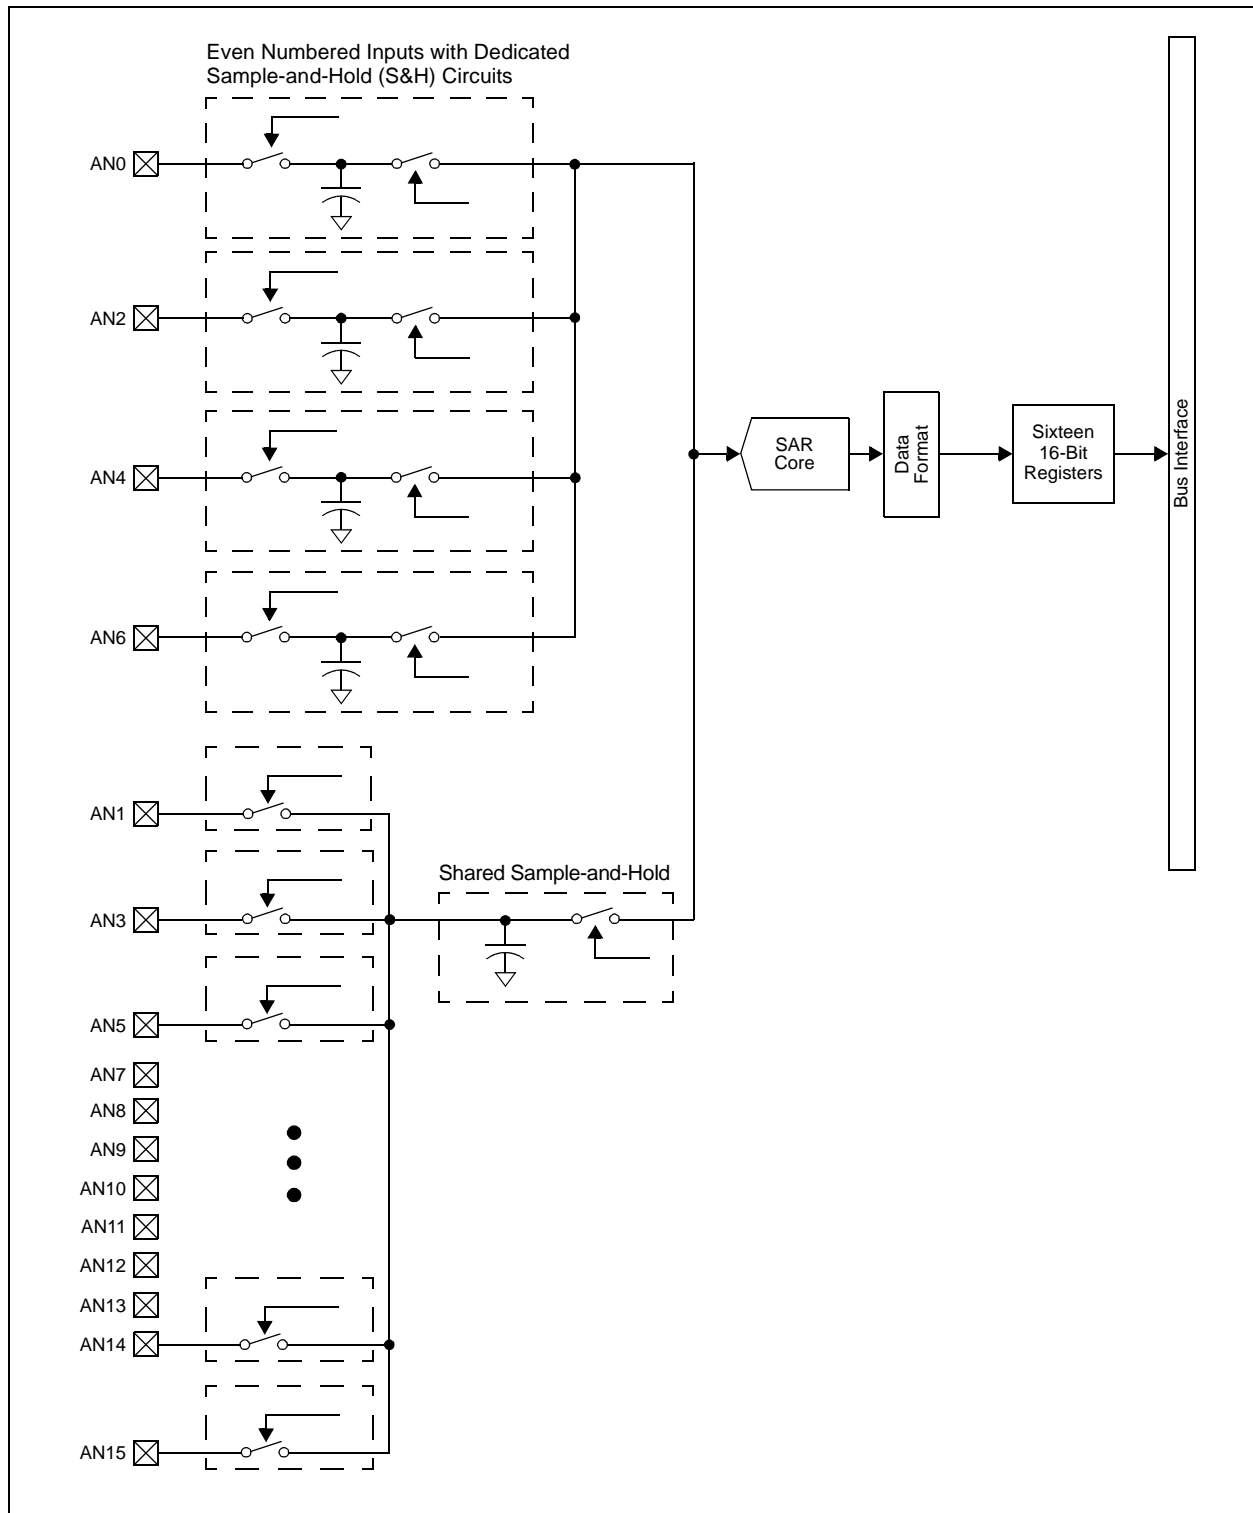 Even Numbered Inputs with Dedicated
Sample-and-Hold (S&H) Circuits
AN0
AN2
AN4
AN6
SAR
Core
Data
Format
Sixteen
16-Bit
Registers
Bus Interface
AN1
Shared Sample-and-Hold
AN3
AN5
AN7
AN8
AN9
AN10
AN11
AN12
AN13
AN14
AN15